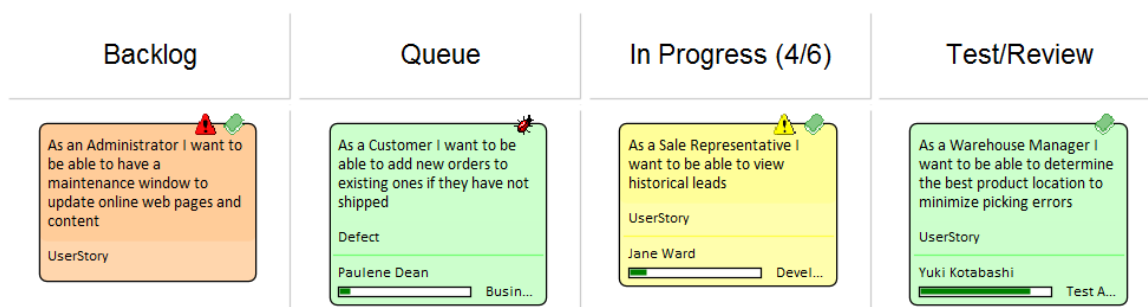 Backlog
Queue
In Progress (4/6)
Test/Review
As an Administrator I want to
be able to have a
maintenance window to
update online web pages and
content
UserStory
As a Customer I want to be
able to add new orders to
existing ones if they have not
shipped
Defect
Paulene Dean
Busin...
As a Sale Representative I
want to be able to view
historical leads
UserStory
Jane Ward
Devel...
As a Warehouse Manager I
want to be able to determine
the best product location to
minimize picking errors
UserStory
Yuki Kotabashi
Test A...